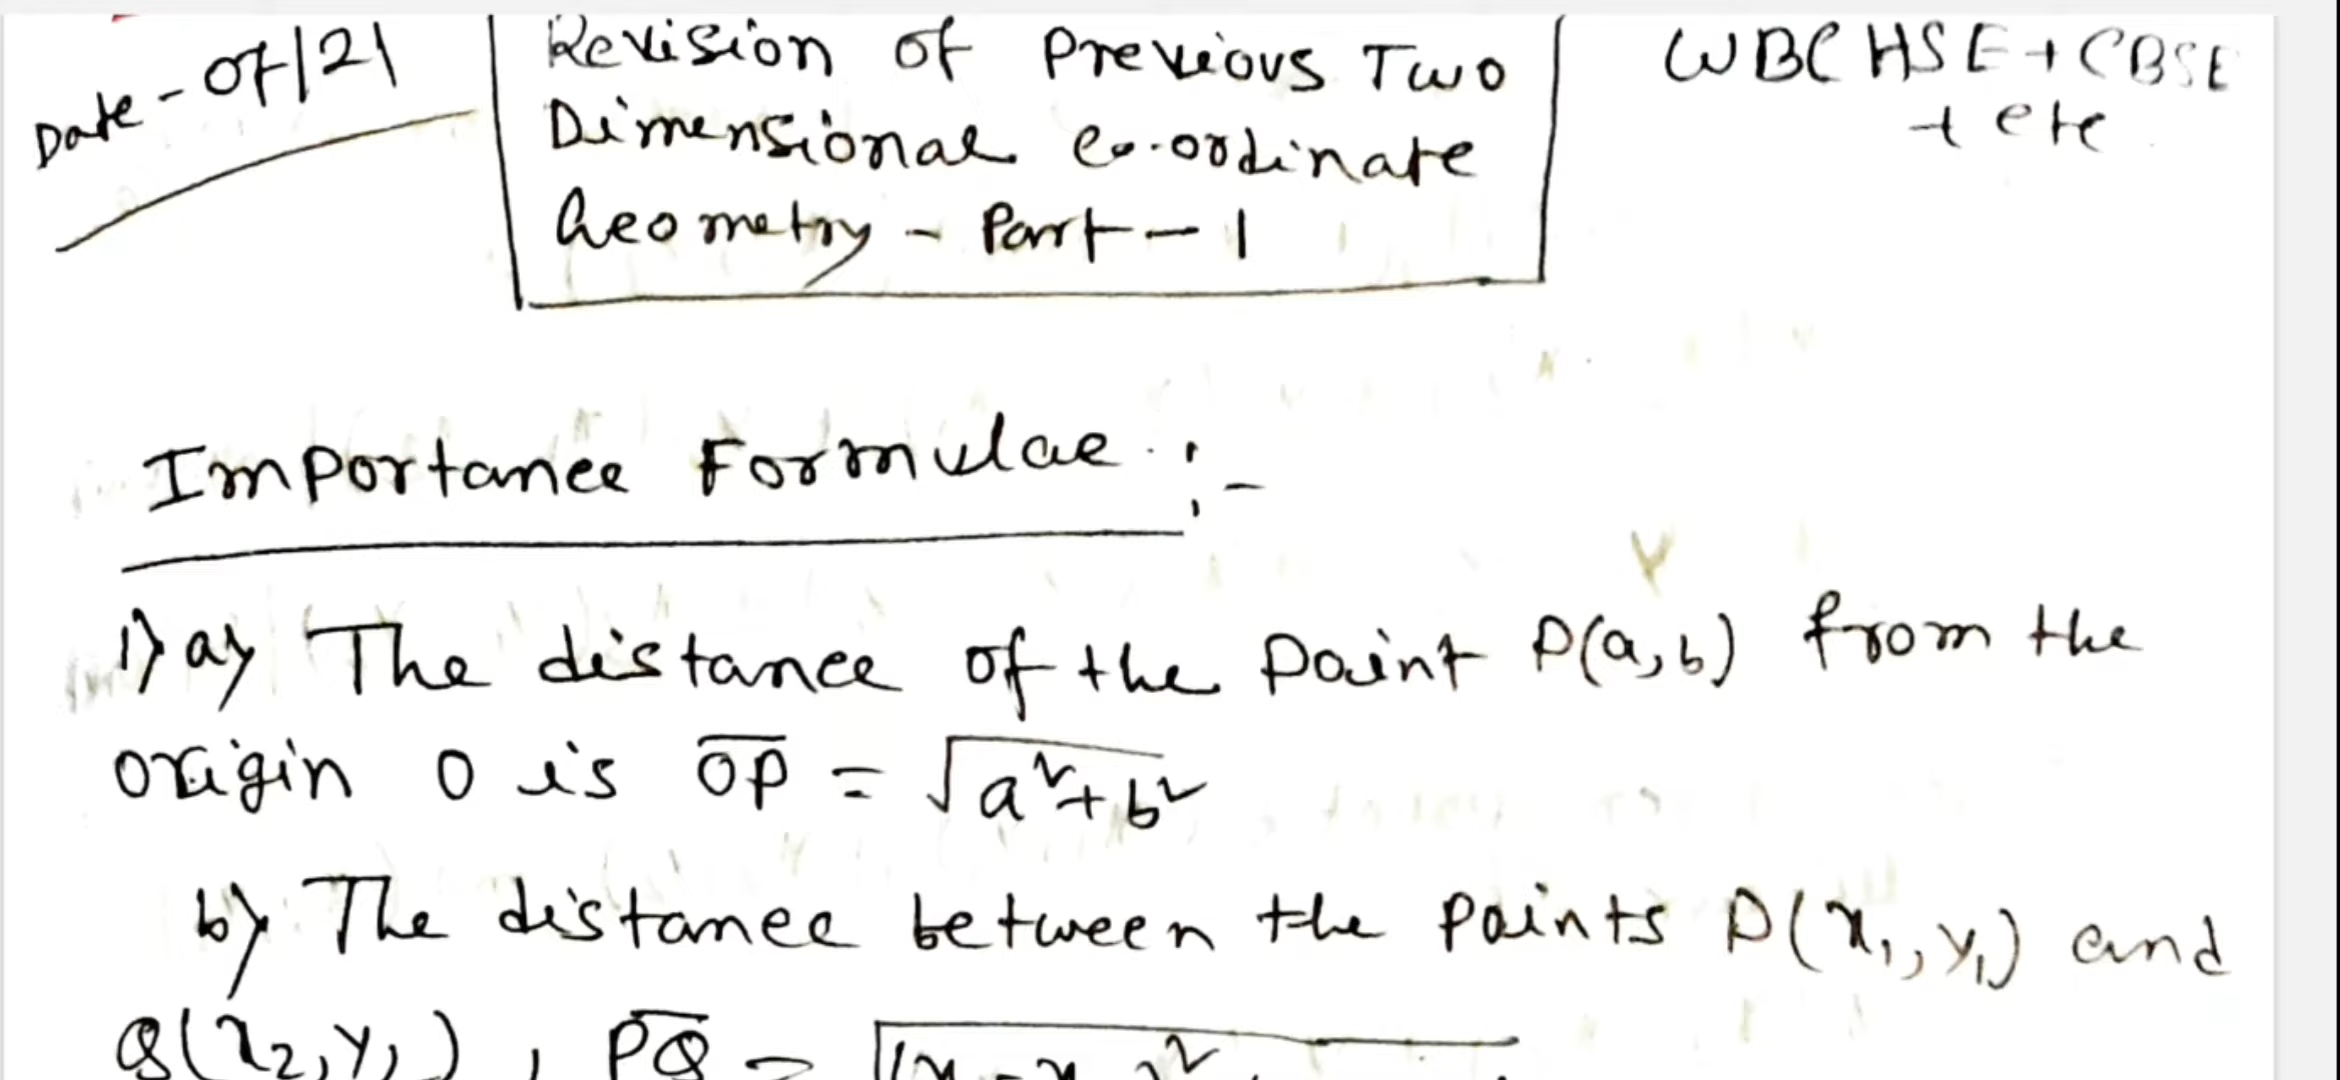 Date - 07/21
Revision of Previous Two
Dimensional co-ordinate
Geometry - Part - 1
WBCHSE + CBSE
+ etc
Importance Formulae :-
1) a) The distance of the point P(a, b) from the
origin O is OP̅ = √a²+b²
b) The distance between the points P(x₁, y₁) and
Q(x₂, y₂), PQ̅ =